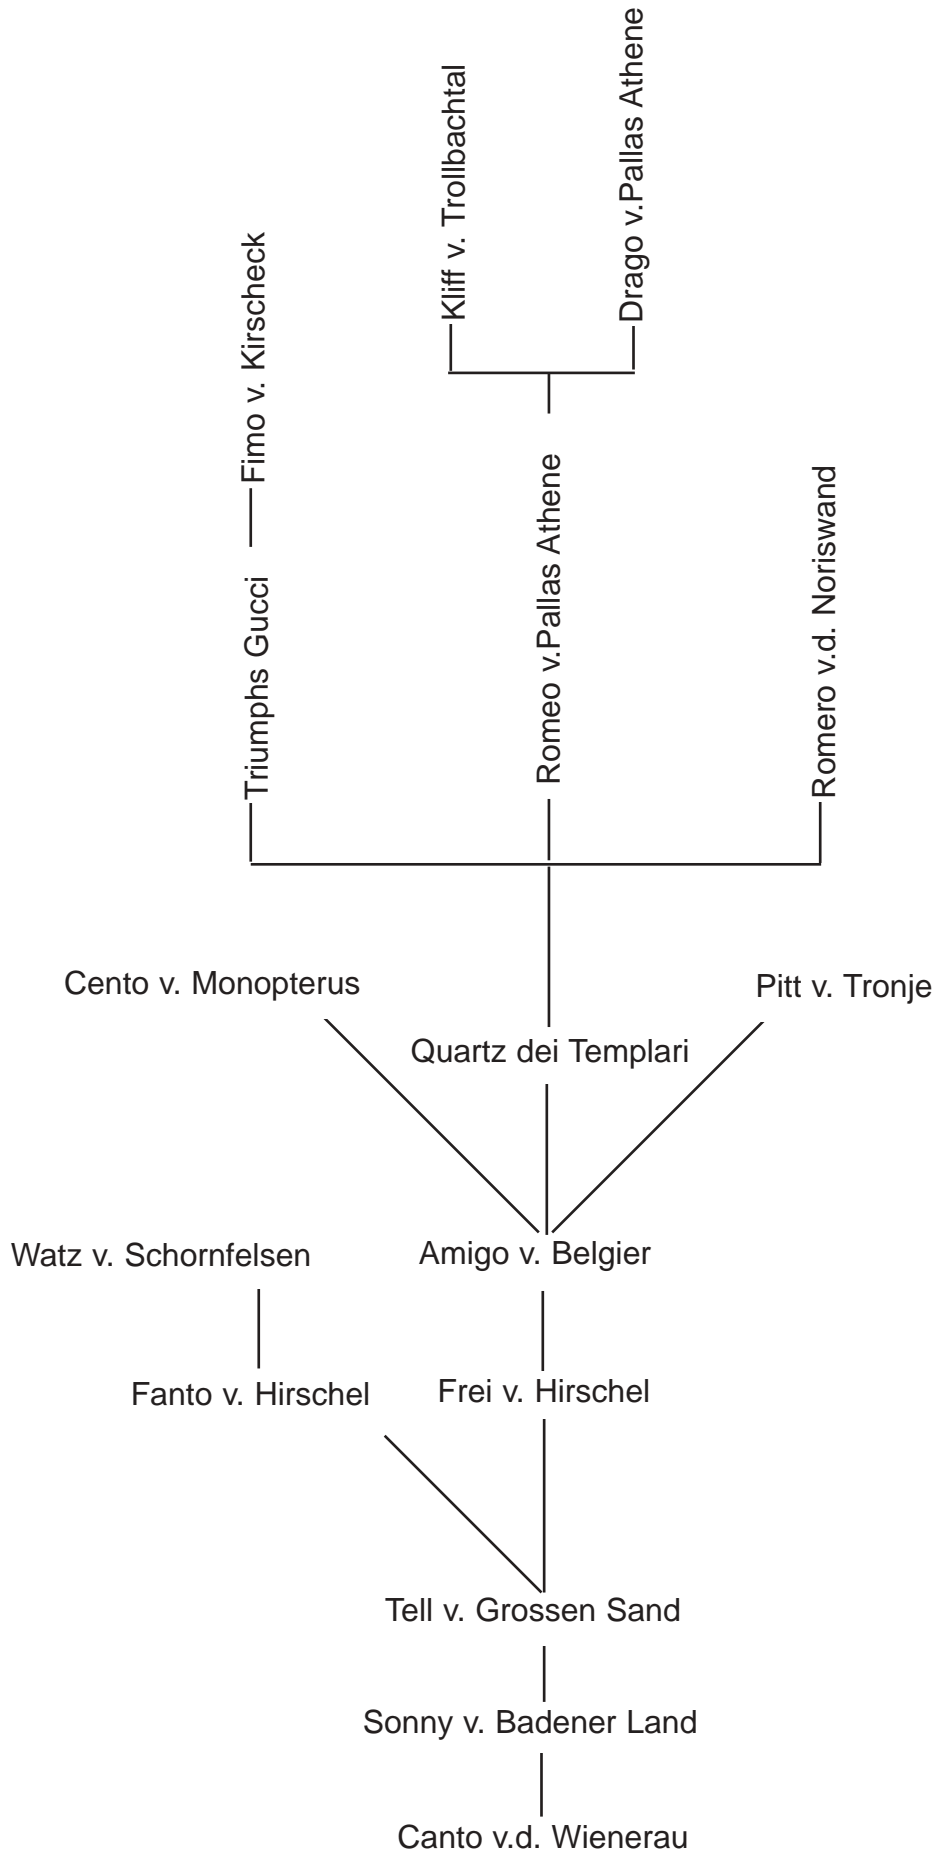 Kliff v. Trollbachtal
Drago v.Pallas Athene
Fimo v. Kirscheck
Triumphs Gucci
Romeo v.Pallas Athene
Romero v.d. Noriswand
Cento v. Monopterus
Pitt v. Tronje
Quartz dei Templari
Watz v. Schornfelsen
Amigo v. Belgier
Fanto v. Hirschel
Frei v. Hirschel
Tell v. Grossen Sand
Sonny v. Badener Land
Canto v.d. Wienerau